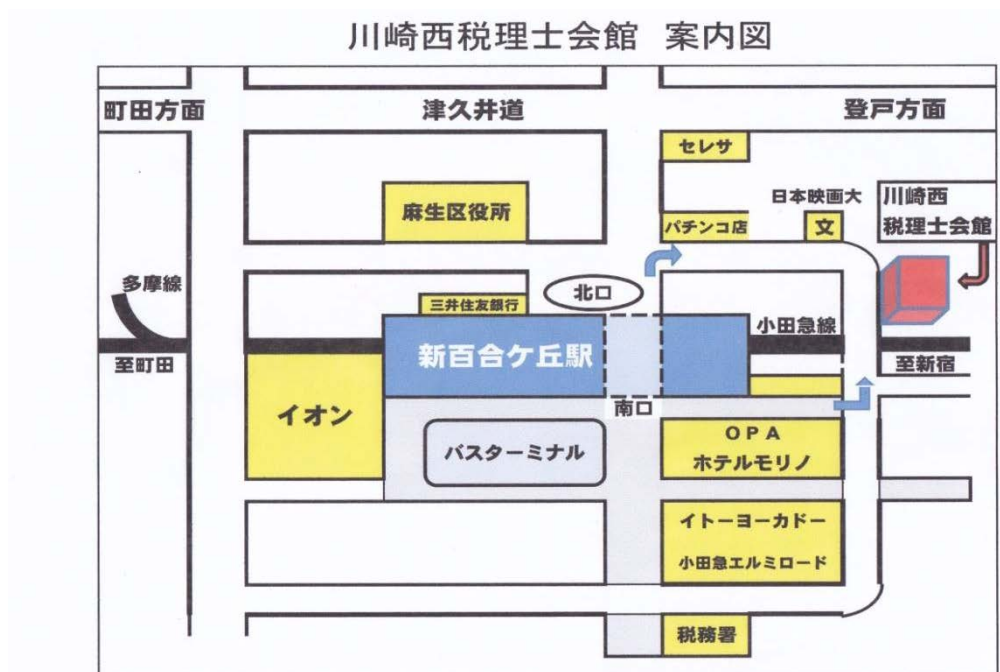 川崎西税理士会館 案内図
町田方面
津久井道
登戸方面
セレサ
麻生区役所
日本映画大
川崎西
税理士会館
パチンコ店
文
多摩線
北口
三井住友銀行
小田急線
新百合ケ丘駅
至町田
至新宿
イオン
南口
バスターミナル
OPA
ホテルモリノ
イトーヨーカドー
小田急エルミロード
税務署